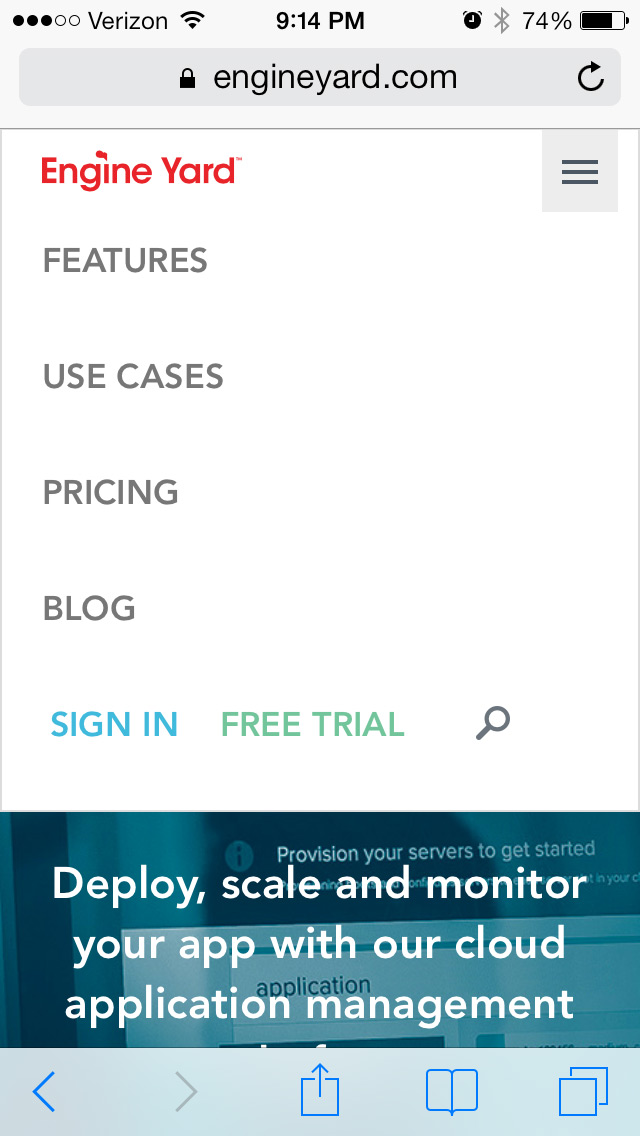 Verizon 9:14 PM 74%
engineyard.com
Engine Yard™
FEATURES
USE CASES
PRICING
BLOG
SIGN IN FREE TRIAL
Provision your servers to get started
Deploy, scale and monitor
your app with our cloud
application
application management